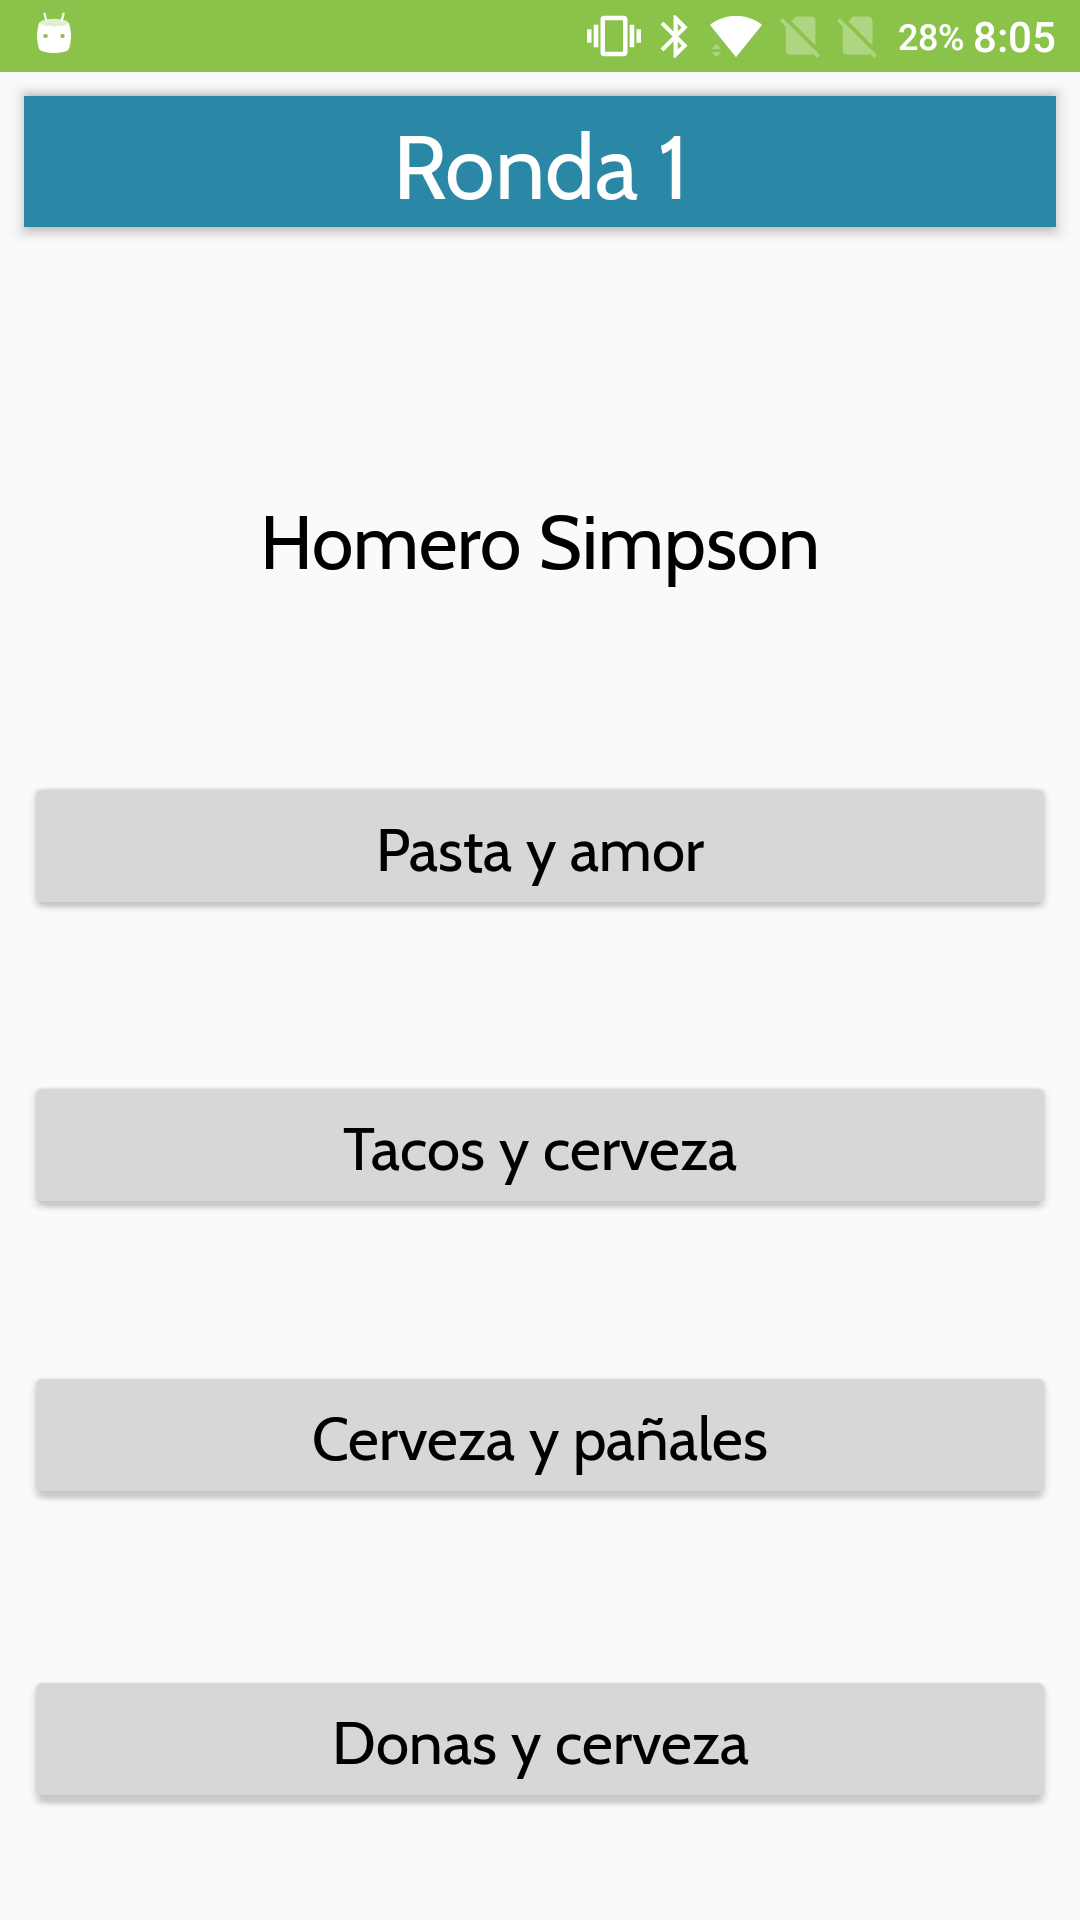 28% 8:05
Ronda 1
Homero Simpson
Pasta y amor
Tacos y cerveza
Cerveza y pañales
Donas y cerveza